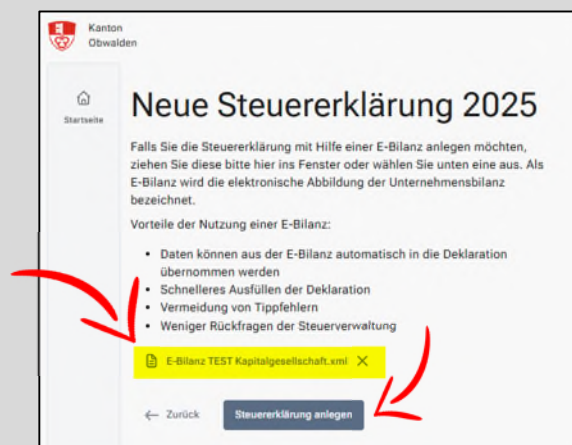 Kanton
Obwalden
Startseite
Neue Steuererklärung 2025
Falls Sie die Steuererklärung mit Hilfe einer E-Bilanz anlegen möchten,
ziehen Sie diese bitte hier ins Fenster oder wählen Sie unten eine aus. Als
E-Bilanz wird die elektronische Abbildung der Unternehmensbilanz
bezeichnet.
Vorteile der Nutzung einer E-Bilanz:
• Daten können aus der E-Bilanz automatisch in die Deklaration
übernommen werden
• Schnelleres Ausfüllen der Deklaration
• Vermeidung von Tippfehlern
• Weniger Rückfragen der Steuerverwaltung
E-Bilanz TEST Kapitalgesellschaft.xml
← Zurück
Steuererklärung anlegen